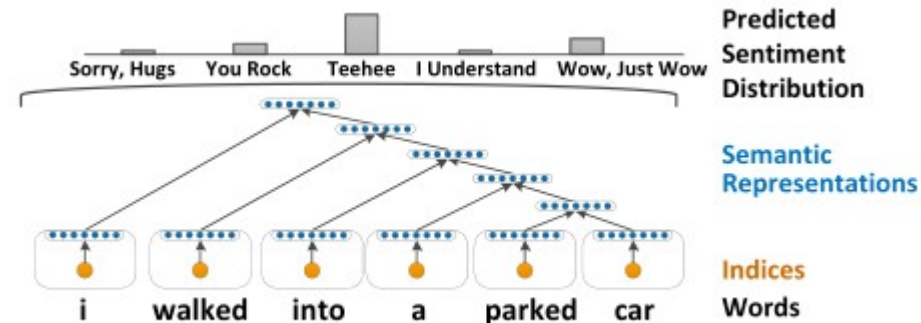 Predicted
Sentiment
Distribution
Sorry, Hugs You Rock Teehee I Understand Wow, Just Wow
Semantic
Representations
Indices
i walked into a parked car Words